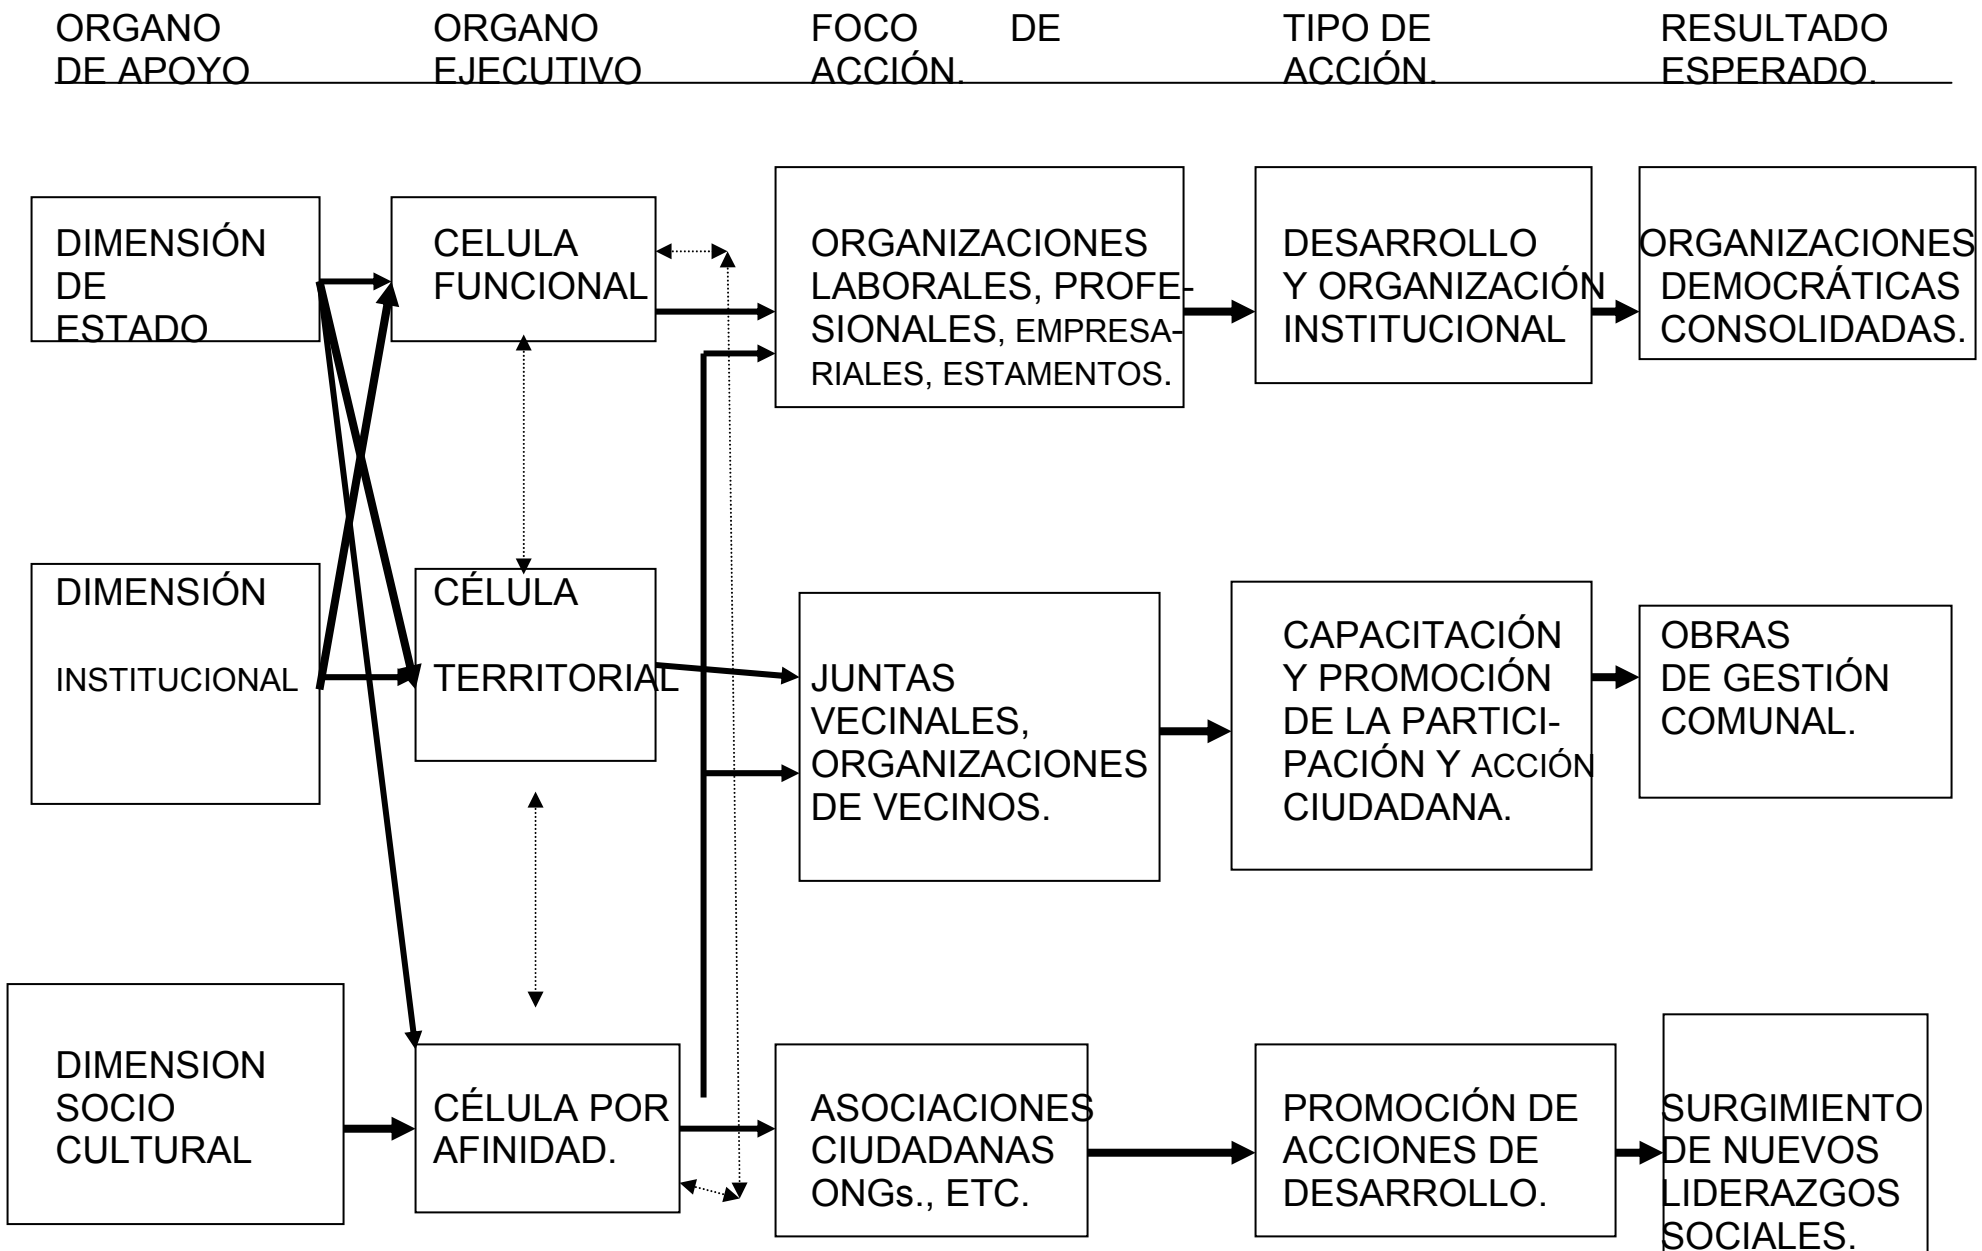 ORGANO
DE APOYO
ORGANO
EJECUTIVO
FOCO DE
ACCIÓN.
TIPO DE
ACCIÓN.
RESULTADO
ESPERADO.
DIMENSIÓN
DE
ESTADO
CELULA
FUNCIONAL
ORGANIZACIONES
LABORALES, PROFE-
SIONALES, EMPRESA-
RIALES, ESTAMENTOS.
DESARROLLO
Y ORGANIZACIÓN
INSTITUCIONAL
ORGANIZACIONES
DEMOCRÁTICAS
CONSOLIDADAS.
DIMENSIÓN
INSTITUCIONAL
CÉLULA
TERRITORIAL
JUNTAS
VECINALES,
ORGANIZACIONES
DE VECINOS.
CAPACITACIÓN
Y PROMOCIÓN
DE LA PARTICI-
PACIÓN Y ACCIÓN
CIUDADANA.
OBRAS
DE GESTIÓN
COMUNAL.
DIMENSION
SOCIO
CULTURAL
CÉLULA POR
AFINIDAD.
ASOCIACIONES
CIUDADANAS
ONGs., ETC.
PROMOCIÓN DE
ACCIONES DE
DESARROLLO.
SURGIMIENTO
DE NUEVOS
LIDERAZGOS
SOCIALES.